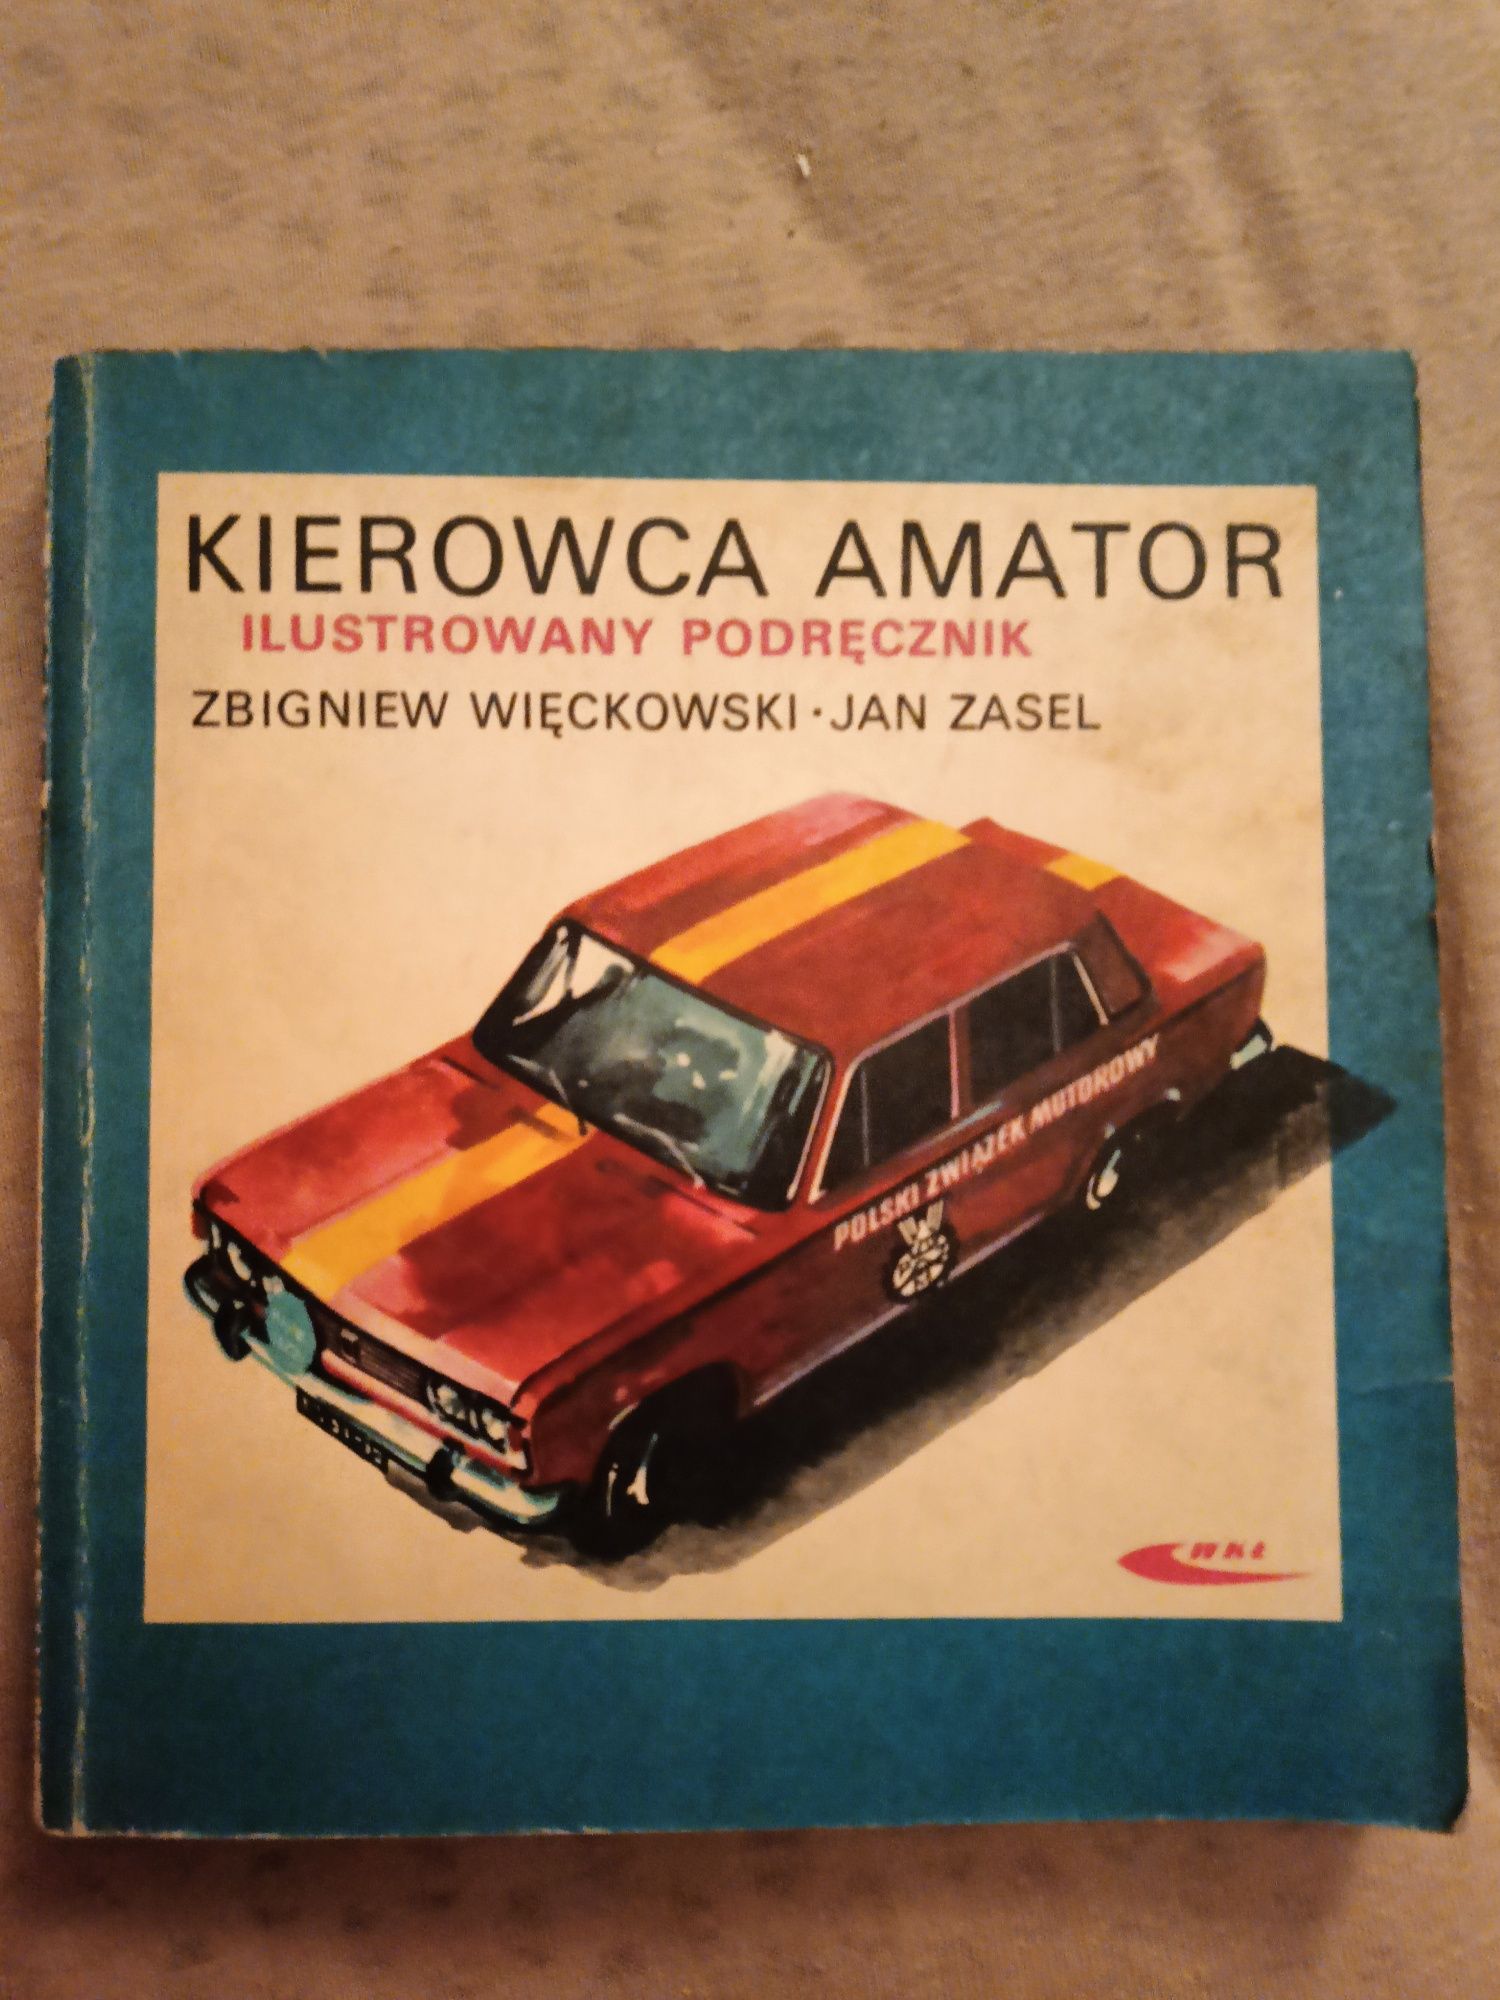 KIEROWCA AMATOR
ILUSTROWANY PODRĘCZNIK
ZBIGNIEW WIĘCKOWSKI · JAN ZASEL
POLSKI ZWIĄZEK MOTOROWY
WKŁ